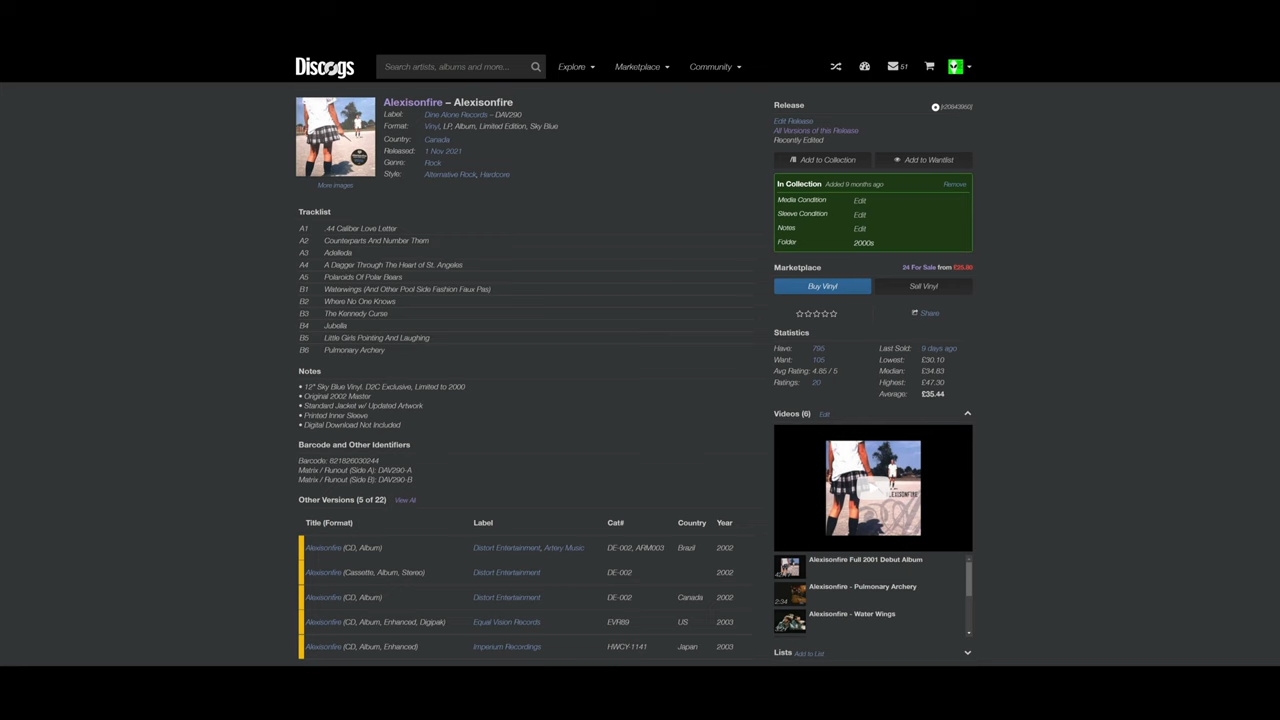 Discogs
Search artists, albums and more...
Explore
Marketplace
Community
51
Alexisonfire – Alexisonfire
Label: Dine Alone Records – DAV290
Format: Vinyl, LP, Album, Limited Edition, Sky Blue
Country: Canada
Released: 1 Nov 2021
Genre: Rock
Style: Alternative Rock, Hardcore
More images
Tracklist
A1 .44 Caliber Love Letter
A2 Counterparts And Number Them
A3 Adelleda
A4 A Dagger Through The Heart of St. Angeles
A5 Polaroids Of Polar Bears
B1 Waterwings (And Other Pool Side Fashion Faux Pas)
B2 Where No One Knows
B3 The Kennedy Curse
B4 Jubella
B5 Little Girls Pointing And Laughing
B6 Pulmonary Archery
Notes
• 12" Sky Blue Vinyl. D2C Exclusive, Limited to 2000
• Original 2002 Master
• Standard Jacket w/ Updated Artwork
• Printed Inner Sleeve
• Digital Download Not Included
Barcode and Other Identifiers
Barcode: 821826030244
Matrix / Runout (Side A): DAV290-A
Matrix / Runout (Side B): DAV290-B
Other Versions (5 of 22) View All
Title (Format) Label Cat# Country Year
Alexisonfire (CD, Album) Distort Entertainment, Artery Music DE-002, ARM003 Brazil 2002
Alexisonfire (Cassette, Album, Stereo) Distort Entertainment DE-002 2002
Alexisonfire (CD, Album) Distort Entertainment DE-002 Canada 2002
Alexisonfire (CD, Album, Enhanced, Digipak) Equal Vision Records EVR89 US 2003
Alexisonfire (CD, Album, Enhanced) Imperium Recordings HWCY-1141 Japan 2003
Release
[r20843960]
Edit Release
All Versions of this Release
Recently Edited
Add to Collection
Add to Wantlist
In Collection Added 9 months ago Remove
Media Condition Edit
Sleeve Condition Edit
Notes Edit
Folder 2000s
Marketplace 24 For Sale from
Buy Vinyl
Sell Vinyl
Share
Statistics
Have: 795
Want: 105
Avg Rating: 4.85 / 5
Ratings: 20
Last Sold: 9 days ago
Lowest: £30.10
Median: £34.83
Highest: £47.30
Average: £35.44
Videos (6) Edit
ALEXISONFIRE
Alexisonfire Full 2001 Debut Album
Alexisonfire - Pulmonary Archery
2:34
Alexisonfire - Water Wings
Lists Add to List